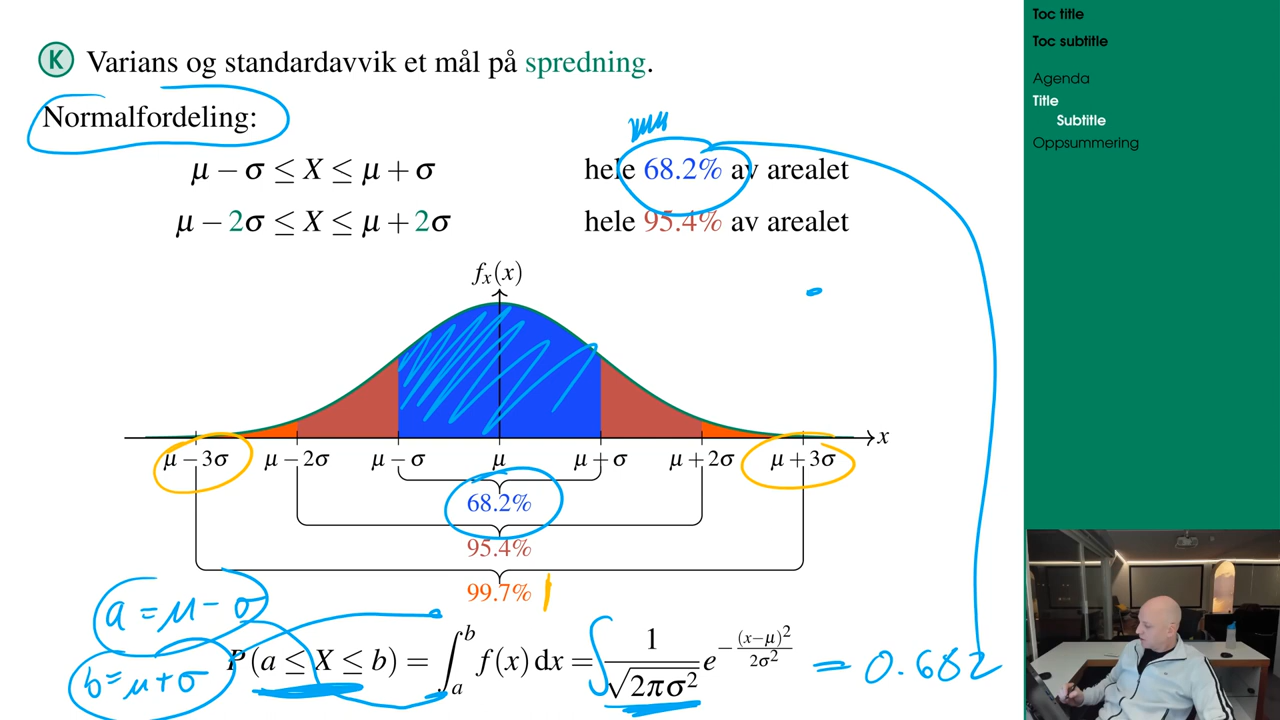 K Varians og standardavvik et mål på spredning.
Normalfordeling:
μ − σ ≤ X ≤ μ + σ hele 68.2% av arealet
μ − 2σ ≤ X ≤ μ + 2σ hele 95.4% av arealet
fₓ(x)
x
μ − 3σ μ − 2σ μ − σ μ μ + σ μ + 2σ μ + 3σ
68.2%
95.4%
99.7%
a = μ − σ
b = μ + σ
P(a ≤ X ≤ b) = ∫ₐᵇ f(x) dx = ∫ 1/√(2πσ²) e^(−(x−μ)²/(2σ²)) = 0.682
Toc title
Toc subtitle
Agenda
Title
Subtitle
Oppsummering